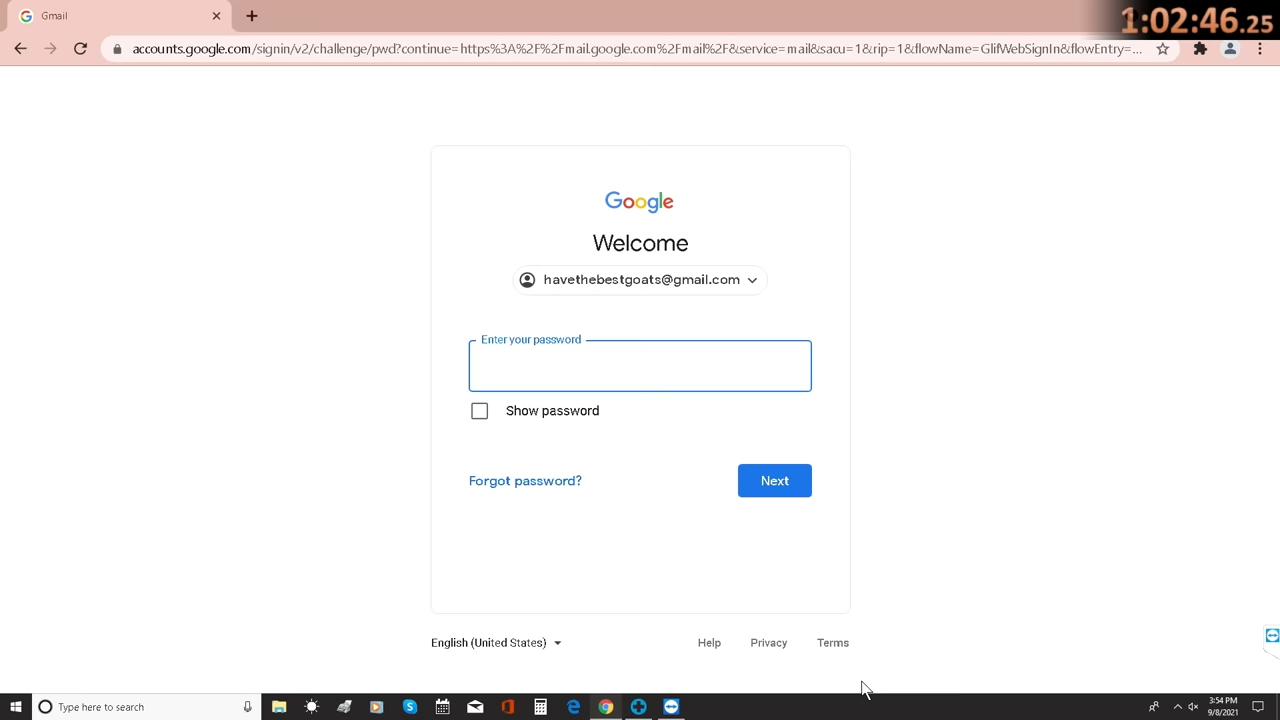 Gmail
1:02:46.25
accounts.google.com/signin/v2/challenge/pwd?continue=https%3A%2F%2Fmail.google.com%2Fmail%2F&service=mail&sacu=1&rip=1&flowName=GlifWebSignIn&flowEntry=...
Google
Welcome
havethebestgoats@gmail.com
Enter your password
Show password
Forgot password?
Next
English (United States)
Help
Privacy
Terms
Type here to search
3:54 PM
9/8/2021